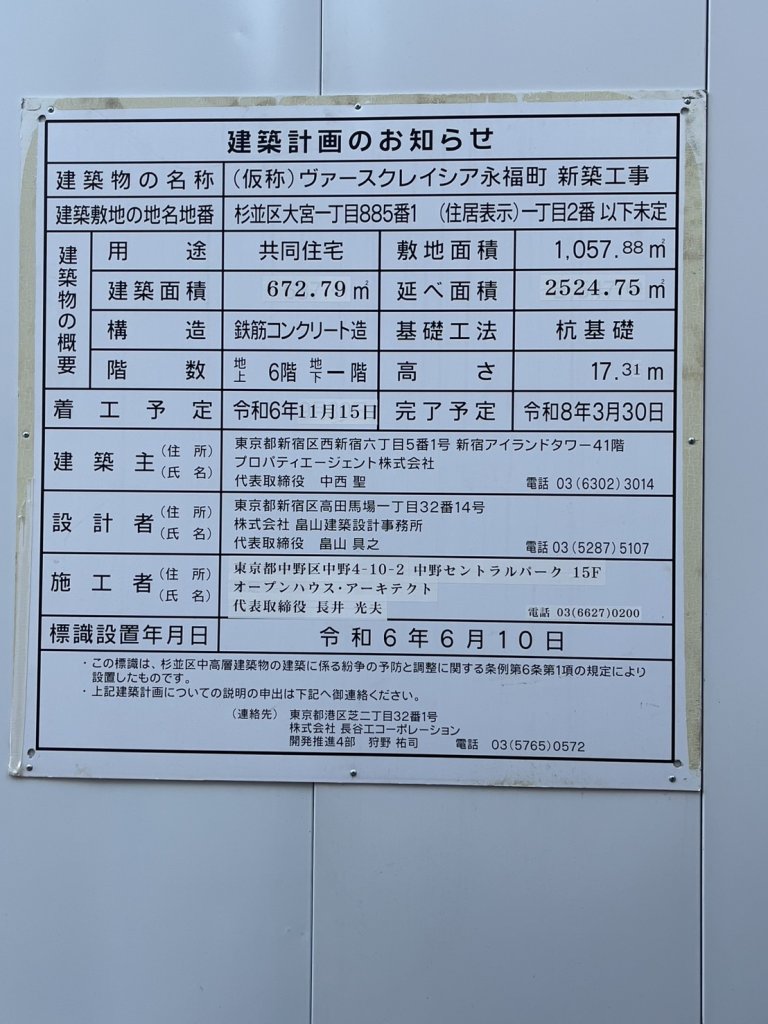 建築計画のお知らせ
建築物の名称 (仮称)ヴァースクレイシア永福町 新築工事
建築敷地の地名地番 杉並区大宮一丁目885番1 (住居表示)一丁目2番 以下未定
建築物の概要
用途 共同住宅 敷地面積 1,057.88㎡
建築面積 672.79㎡ 延べ面積 2524.75㎡
構造 鉄筋コンクリート造 基礎工法 杭基礎
階数 地上 6階 地下 ー階 高さ 17.31m
着工予定 令和6年11月15日 完了予定 令和8年3月30日
建築主 (住所)(氏名)
東京都新宿区西新宿六丁目5番1号 新宿アイランドタワー41階
プロパティエージェント株式会社
代表取締役 中西 聖 電話 03(6302)3014
設計者 (住所)(氏名)
東京都新宿区高田馬場一丁目32番14号
株式会社 畠山建築設計事務所
代表取締役 畠山 具之 電話 03(5287)5107
施工者 (住所)(氏名)
東京都中野区中野4-10-2 中野セントラルパーク 15F
オープンハウス・アーキテクト
代表取締役 長井 光夫 電話 03(6627)0200
標識設置年月日 令和6年6月10日
・この標識は、杉並区中高層建築物の建築に係る紛争の予防と調整に関する条例第6条第1項の規定により
設置したものです。
・上記建築計画についての説明の申出は下記へ御連絡ください。
(連絡先) 東京都港区芝二丁目32番1号
株式会社 長谷工コーポレーション
開発推進4部 狩野 祐司 電話 03(5765)0572